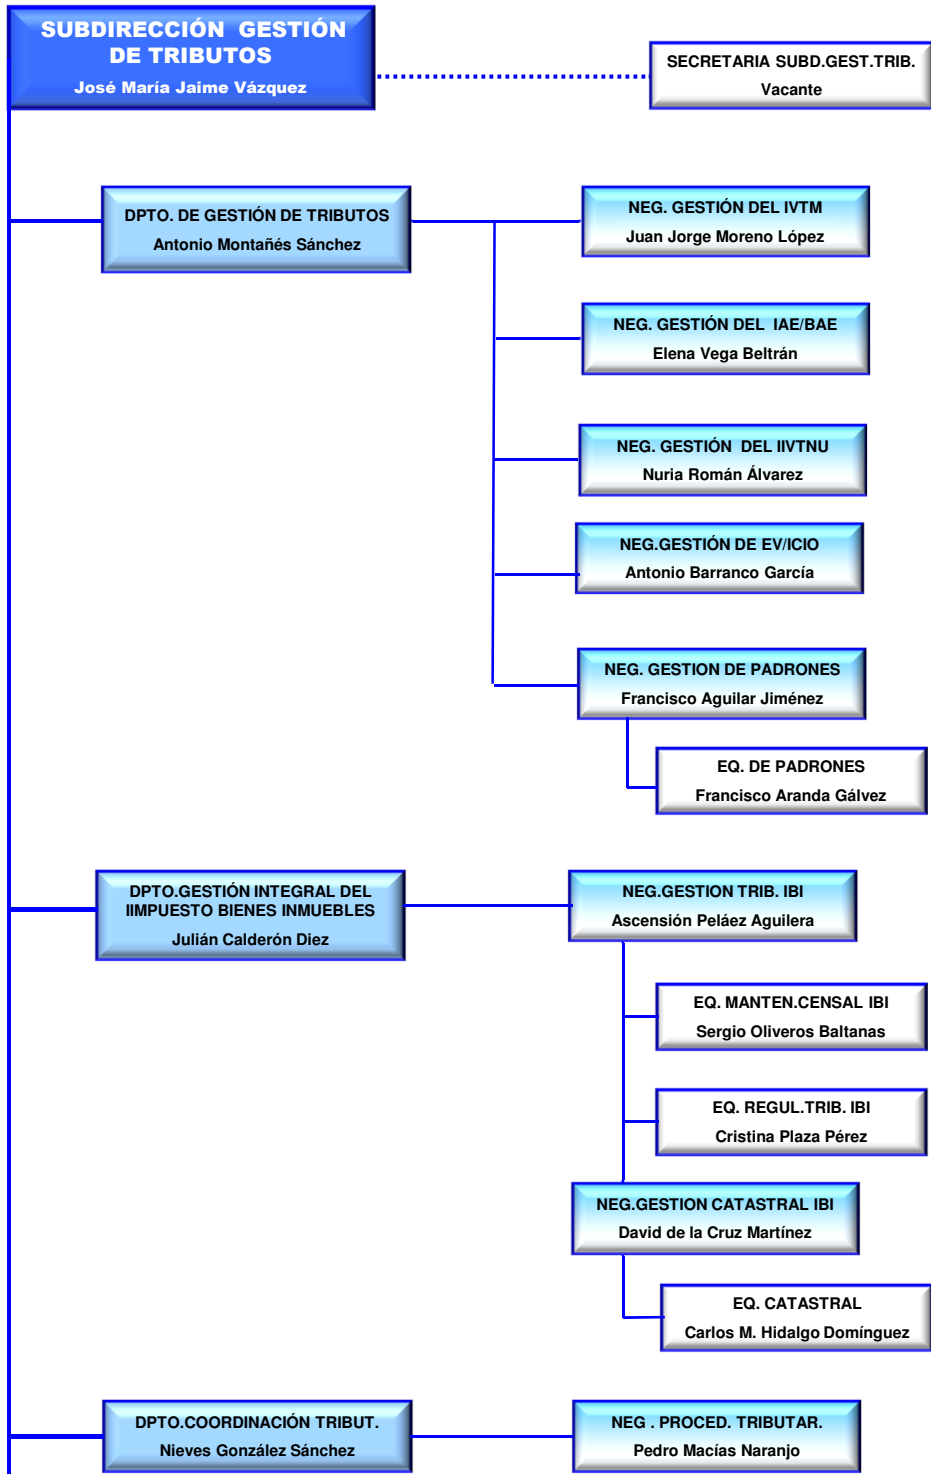 SUBDIRECCIÓN GESTIÓN
DE TRIBUTOS
José María Jaime Vázquez
SECRETARIA SUBD.GEST.TRIB.
Vacante
DPTO. DE GESTIÓN DE TRIBUTOS
Antonio Montañés Sánchez
NEG. GESTIÓN DEL IVTM
Juan Jorge Moreno López
NEG. GESTIÓN DEL IAE/BAE
Elena Vega Beltrán
NEG. GESTIÓN DEL IIVTNU
Nuria Román Álvarez
NEG.GESTIÓN DE EV/ICIO
Antonio Barranco García
NEG. GESTION DE PADRONES
Francisco Aguilar Jiménez
EQ. DE PADRONES
Francisco Aranda Gálvez
DPTO.GESTIÓN INTEGRAL DEL
IIMPUESTO BIENES INMUEBLES
Julián Calderón Diez
NEG.GESTION TRIB. IBI
Ascensión Peláez Aguilera
EQ. MANTEN.CENSAL IBI
Sergio Oliveros Baltanas
EQ. REGUL.TRIB. IBI
Cristina Plaza Pérez
NEG.GESTION CATASTRAL IBI
David de la Cruz Martínez
EQ. CATASTRAL
Carlos M. Hidalgo Domínguez
DPTO.COORDINACIÓN TRIBUT.
Nieves González Sánchez
NEG . PROCED. TRIBUTAR.
Pedro Macías Naranjo